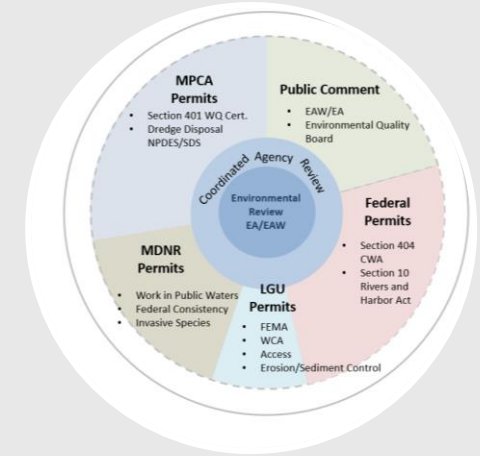 MPCA
Permits
• Section 401 WQ Cert.
• Dredge Disposal
NPDES/SDS
Public Comment
• EAW/EA
• Environmental Quality
Board
Coordinated Agency Review
Environmental
Review
EA/EAW
Federal
Permits
• Section 404
CWA
• Section 10
Rivers and
Harbor Act
MDNR
Permits
• Work in Public Waters
• Federal Consistency
• Invasive Species
LGU
Permits
• FEMA
• WCA
• Access
• Erosion/Sediment Control